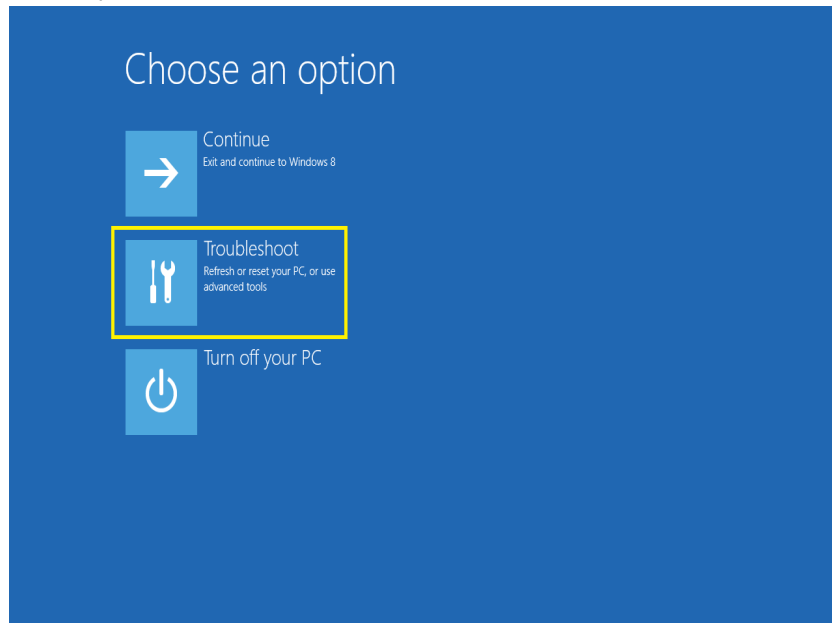 Choose an option
Continue
Exit and continue to Windows 8
Troubleshoot
Refresh or reset your PC, or use
advanced tools
Turn off your PC